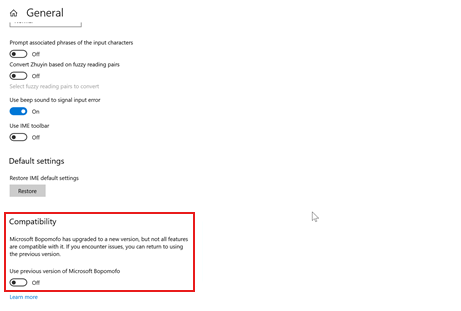 General
Prompt associated phrases of the input characters
Off
Convert Zhuyin based on fuzzy reading pairs
Off
Select fuzzy reading pairs to convert
Use beep sound to signal input error
On
Use IME toolbar
Off
Default settings
Restore IME default settings
Restore
Compatibility
Microsoft Bopomofo has upgraded to a new version, but not all features
are compatible with it. If you encounter issues, you can return to using
the previous version.
Use previous version of Microsoft Bopomofo
Off
Learn more